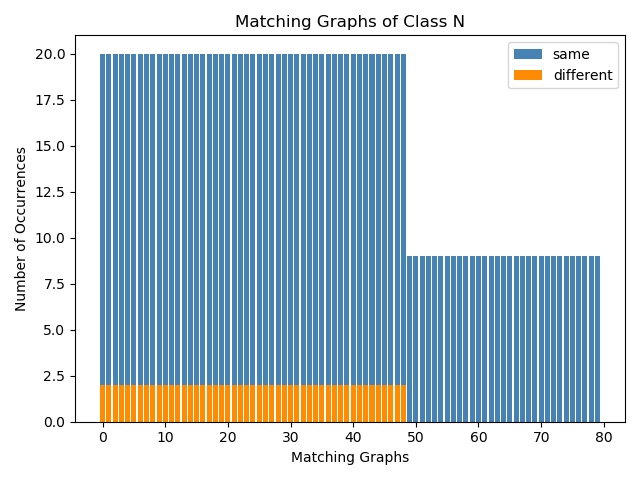 Matching Graphs of Class N
same
different
Number of Occurrences
20.0
17.5
15.0
12.5
10.0
7.5
5.0
2.5
0.0
0 10 20 30 40 50 60 70 80
Matching Graphs